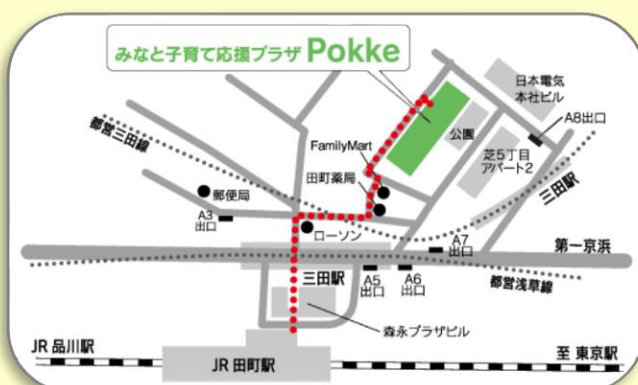 みなと子育て応援プラザ Pokke
日本電気
本社ビル
A8出口
公園
芝5丁目
アパート2
三田駅
都営三田線
FamilyMart
田町薬局
郵便局
A3
出口
ローソン
A7
出口
第一京浜
三田駅
A5
出口
A6
出口
都営浅草線
森永プラザビル
JR 品川駅
JR 田町駅
至 東京駅